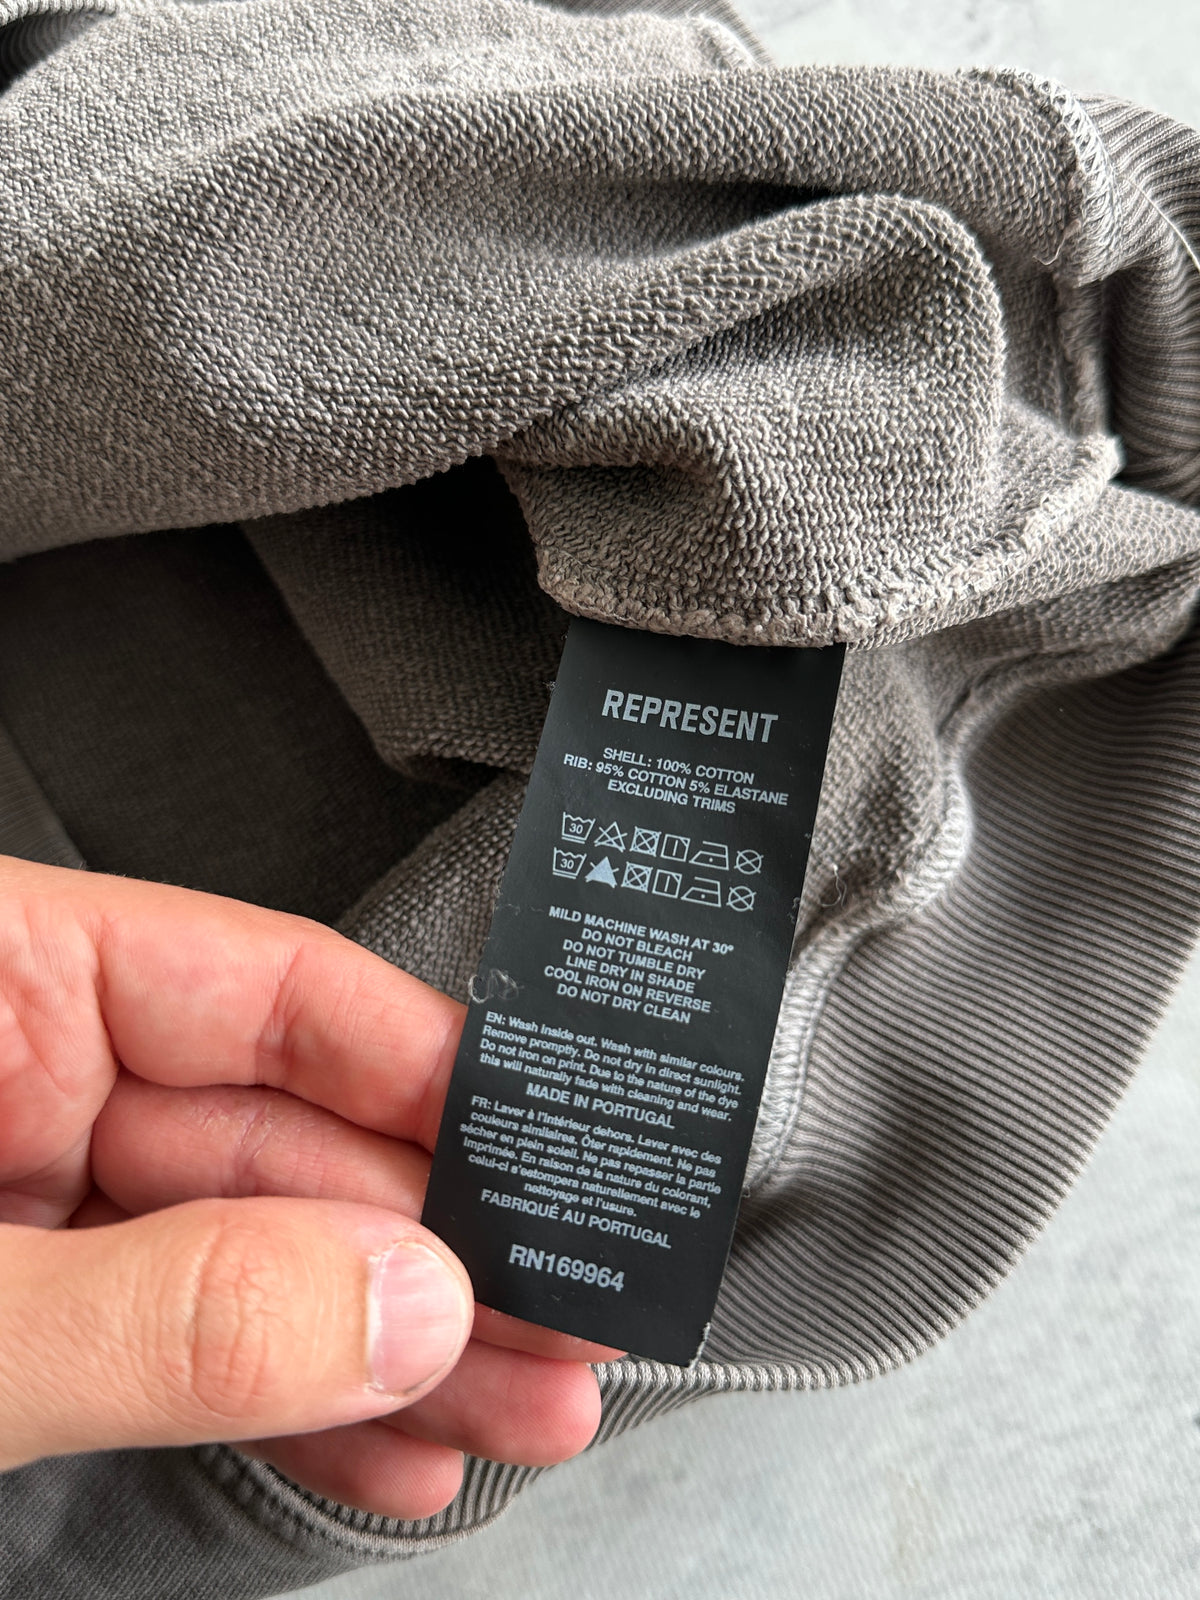 REPRESENT
SHELL: 100% COTTON
RIB: 95% COTTON 5% ELASTANE
EXCLUDING TRIMS
30
30
MILD MACHINE WASH AT 30°
DO NOT BLEACH
DO NOT TUMBLE DRY
LINE DRY IN SHADE
COOL IRON ON REVERSE
DO NOT DRY CLEAN
EN: Wash inside out. Wash with similar colours.
Remove promptly. Do not dry in direct sunlight.
Do not iron on print. Due to the nature of the dye
this will naturally fade with cleaning and wear.
MADE IN PORTUGAL
FR: Laver à l'intérieur dehors. Laver avec des
couleurs similaires. Ôter rapidement. Ne pas
sécher en plein soleil. Ne pas repasser la partie
imprimée. En raison de la nature du colorant,
celui-ci s'estompera naturellement avec le
nettoyage et l'usure.
FABRIQUÉ AU PORTUGAL
RN169964